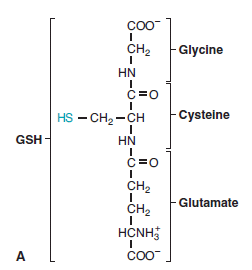 COO⁻
CH₂
Glycine
HN
C=O
HS – CH₂ – CH
Cysteine
GSH
HN
C=O
CH₂
CH₂
Glutamate
HCNH₃⁺
A
COO⁻